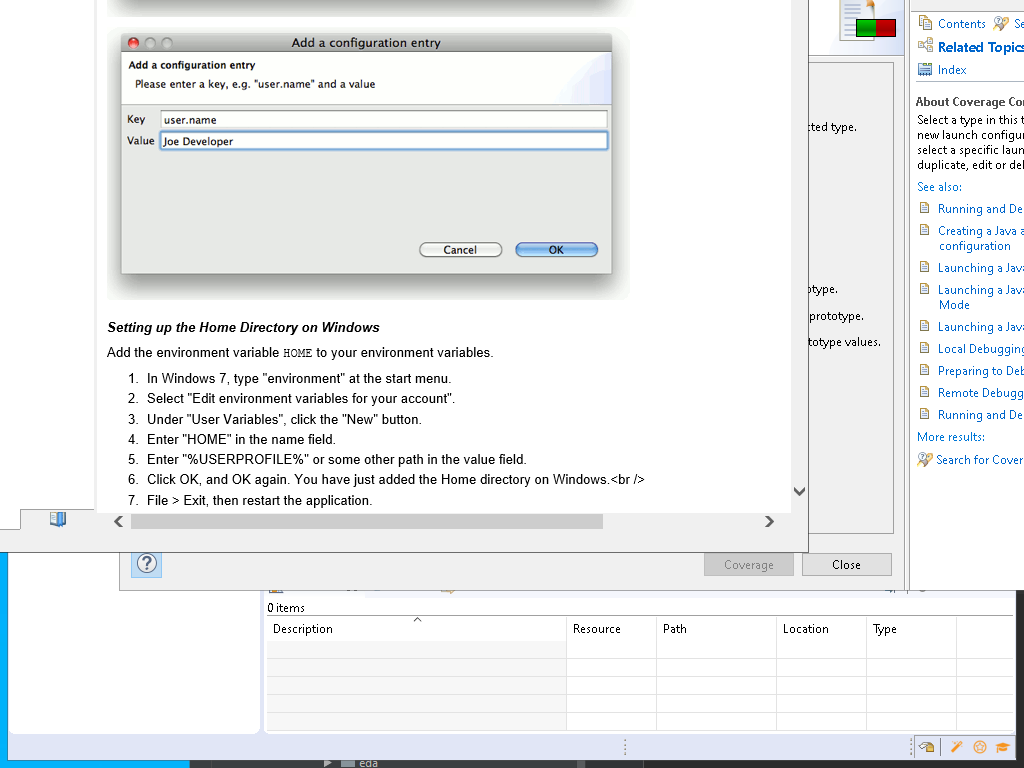 Add a configuration entry
Add a configuration entry
Please enter a key, e.g. "user.name" and a value
Key
user.name
Value
Joe Developer
Cancel
OK
Setting up the Home Directory on Windows
Add the environment variable HOME to your environment variables.
1. In Windows 7, type "environment" at the start menu.
2. Select "Edit environment variables for your account".
3. Under "User Variables", click the "New" button.
4. Enter "HOME" in the name field.
5. Enter "%USERPROFILE%" or some other path in the value field.
6. Click OK, and OK again. You have just added the Home directory on Windows.<br />
7. File > Exit, then restart the application.
cted type.
otype.
prototype.
totype values.
Coverage
Close
Contents
Se
Related Topics
Index
About Coverage Co
Select a type in this t
new launch configur
select a specific laun
duplicate, edit or del
See also:
Running and De
Creating a Java a
configuration
Launching a Java
Launching a Java
Mode
Launching a Java
Local Debugging
Preparing to Deb
Remote Debugg
Running and De
More results:
Search for Cover
0 items
Description
Resource
Path
Location
Type
eda